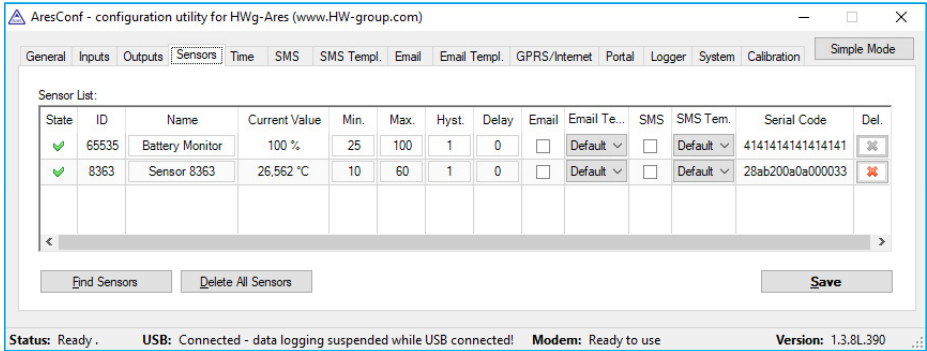 AresConf - configuration utility for HWg-Ares (www.HW-group.com)
General Inputs Outputs Sensors Time SMS SMS Templ. Email Email Templ. GPRS/Internet Portal Logger System Calibration Simple Mode
Sensor List:
State ID Name Current Value Min. Max. Hyst. Delay Email Email Te... SMS SMS Tem. Serial Code Del.
65535 Battery Monitor 100 % 25 100 1 0 Default Default 4141414141414141
8363 Sensor 8363 26,562 °C 10 60 1 0 Default Default 28ab200a0a000033
Find Sensors Delete All Sensors Save
Status: Ready . USB: Connected - data logging suspended while USB connected! Modem: Ready to use Version: 1.3.8L.390